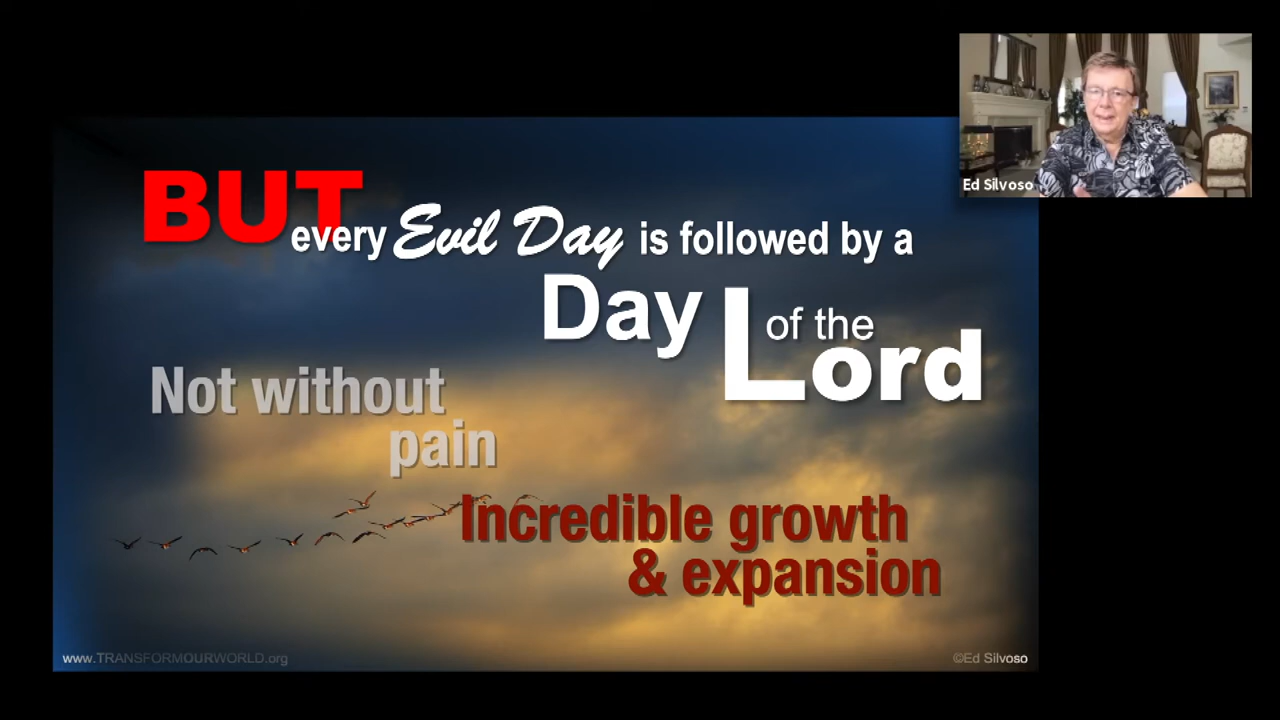 Ed Silvoso
BUT every Evil Day is followed by a
Day of the
Lord
Not without
pain
Incredible growth
& expansion
www.TRANSFORMOURWORLD.org
©Ed Silvoso